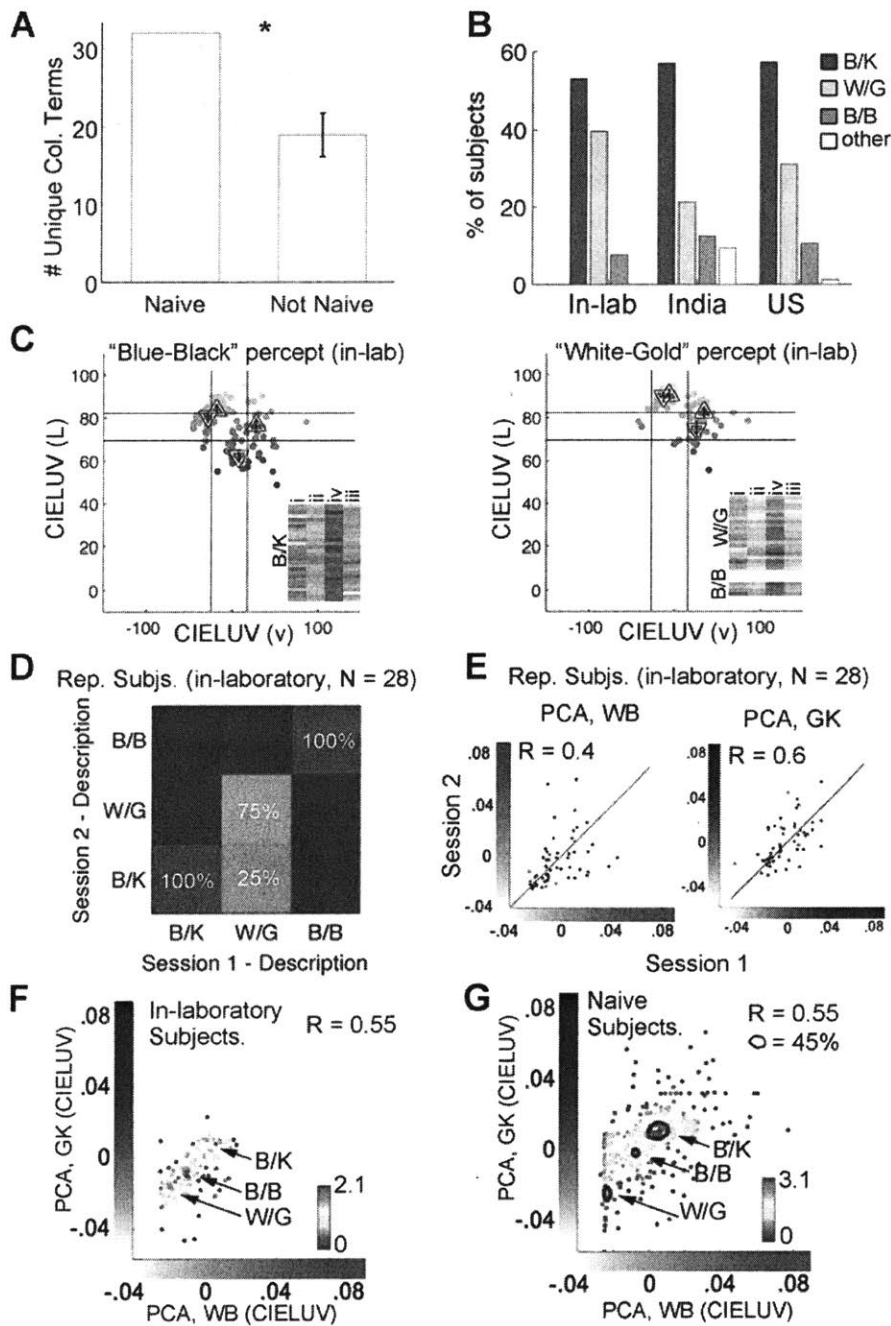 A
# Unique Col. Terms
30
20
10
0
Naive
Not Naive
*
B
% of subjects
60
40
20
0
In-lab
India
US
B/K
W/G
B/B
other
C
"Blue-Black" percept (in-lab)
CIELUV (L)
100
80
60
40
20
0
-100
CIELUV (v)
100
B/K
"White-Gold" percept (in-lab)
CIELUV (L)
100
80
60
40
20
0
-100
CIELUV (v)
100
W/G
B/B
D
Rep. Subjs. (in-laboratory, N = 28)
Session 2 - Description
B/B
W/G
B/K
100%
75%
100%
25%
B/K
W/G
B/B
Session 1 - Description
E
Rep. Subjs. (in-laboratory, N = 28)
PCA, WB
R = 0.4
Session 2
.08
.04
0
-.04
-.04
0
.04
.08
PCA, GK
R = 0.6
.08
.04
0
-.04
-.04
0
.04
.08
Session 1
F
In-laboratory
Subjects.
R = 0.55
PCA, GK (CIELUV)
.08
.04
0
-.04
B/K
B/B
W/G
2.1
0
-.04
0
.08
PCA, WB (CIELUV)
G
Naive
Subjects.
R = 0.55
= 45%
PCA, GK (CIELUV)
.08
.04
0
-.04
B/K
B/B
W/G
3.1
0
-.04
0
.04
.08
PCA, WB (CIELUV)